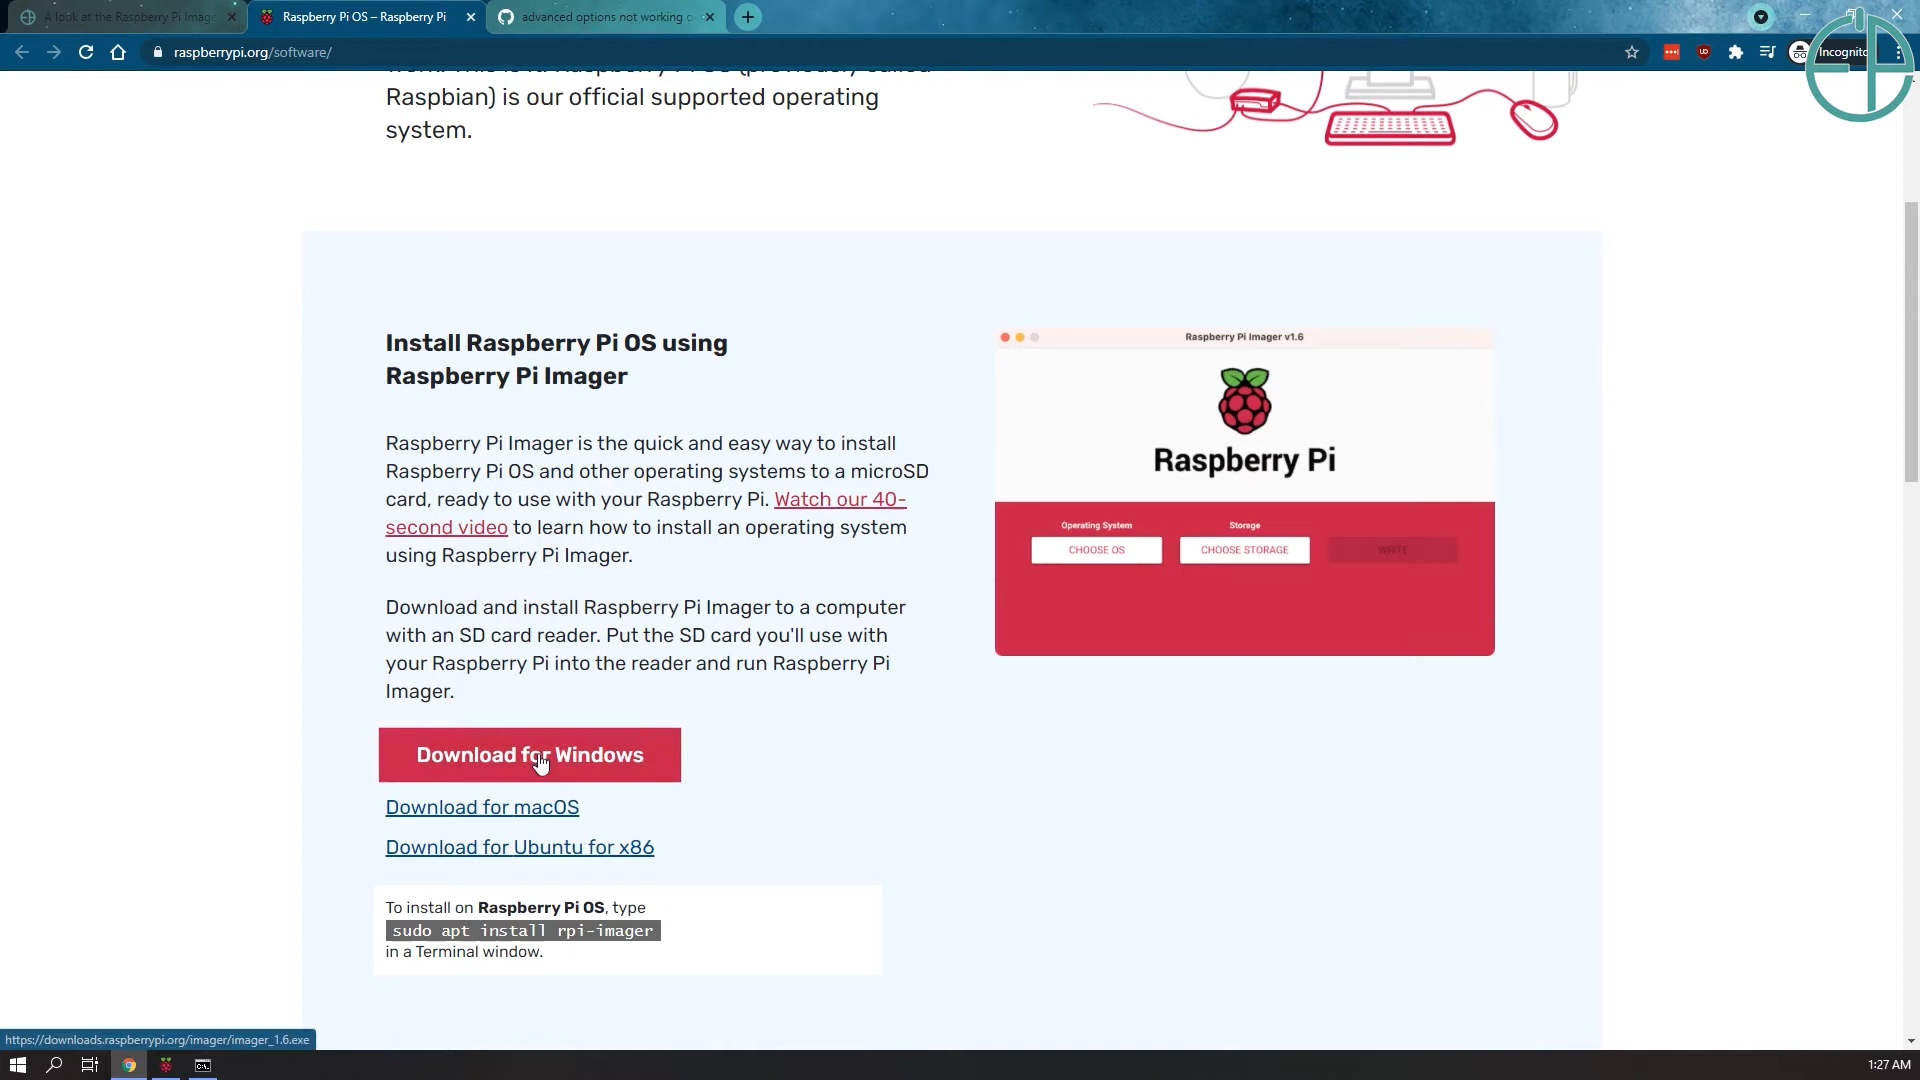 A look at the Raspberry Pi Image
Raspberry Pi OS – Raspberry Pi
advanced options not working
raspberrypi.org/software/
Incognito
Raspbian) is our official supported operating
system.
Install Raspberry Pi OS using
Raspberry Pi Imager
Raspberry Pi Imager is the quick and easy way to install
Raspberry Pi OS and other operating systems to a microSD
card, ready to use with your Raspberry Pi. Watch our 40-
second video to learn how to install an operating system
using Raspberry Pi Imager.
Download and install Raspberry Pi Imager to a computer
with an SD card reader. Put the SD card you'll use with
your Raspberry Pi into the reader and run Raspberry Pi
Imager.
Download for Windows
Download for macOS
Download for Ubuntu for x86
To install on Raspberry Pi OS, type
sudo apt install rpi-imager
in a Terminal window.
Raspberry Pi Imager v1.6
Raspberry Pi
Operating System
Storage
CHOOSE OS
CHOOSE STORAGE
WRITE
https://downloads.raspberrypi.org/imager/imager_1.6.exe
1:27 AM